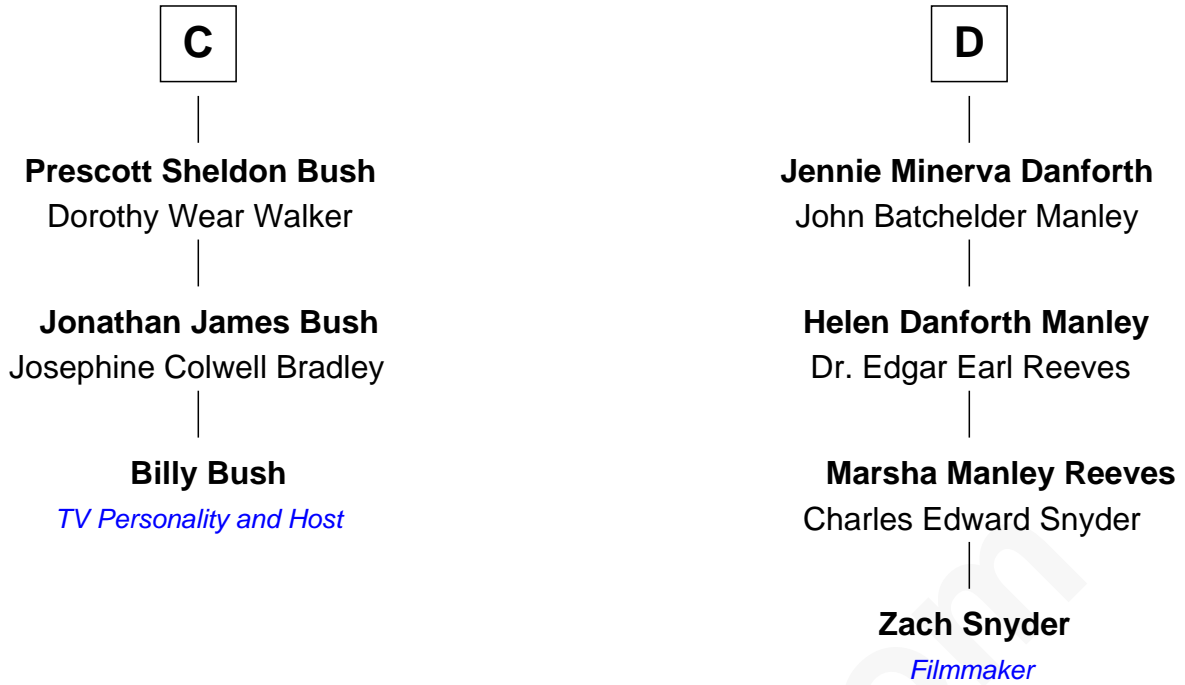 C
Prescott Sheldon Bush
Dorothy Wear Walker
Jonathan James Bush
Josephine Colwell Bradley
Billy Bush
TV Personality and Host
D
Jennie Minerva Danforth
John Batchelder Manley
Helen Danforth Manley
Dr. Edgar Earl Reeves
Marsha Manley Reeves
Charles Edward Snyder
Zach Snyder
Filmmaker